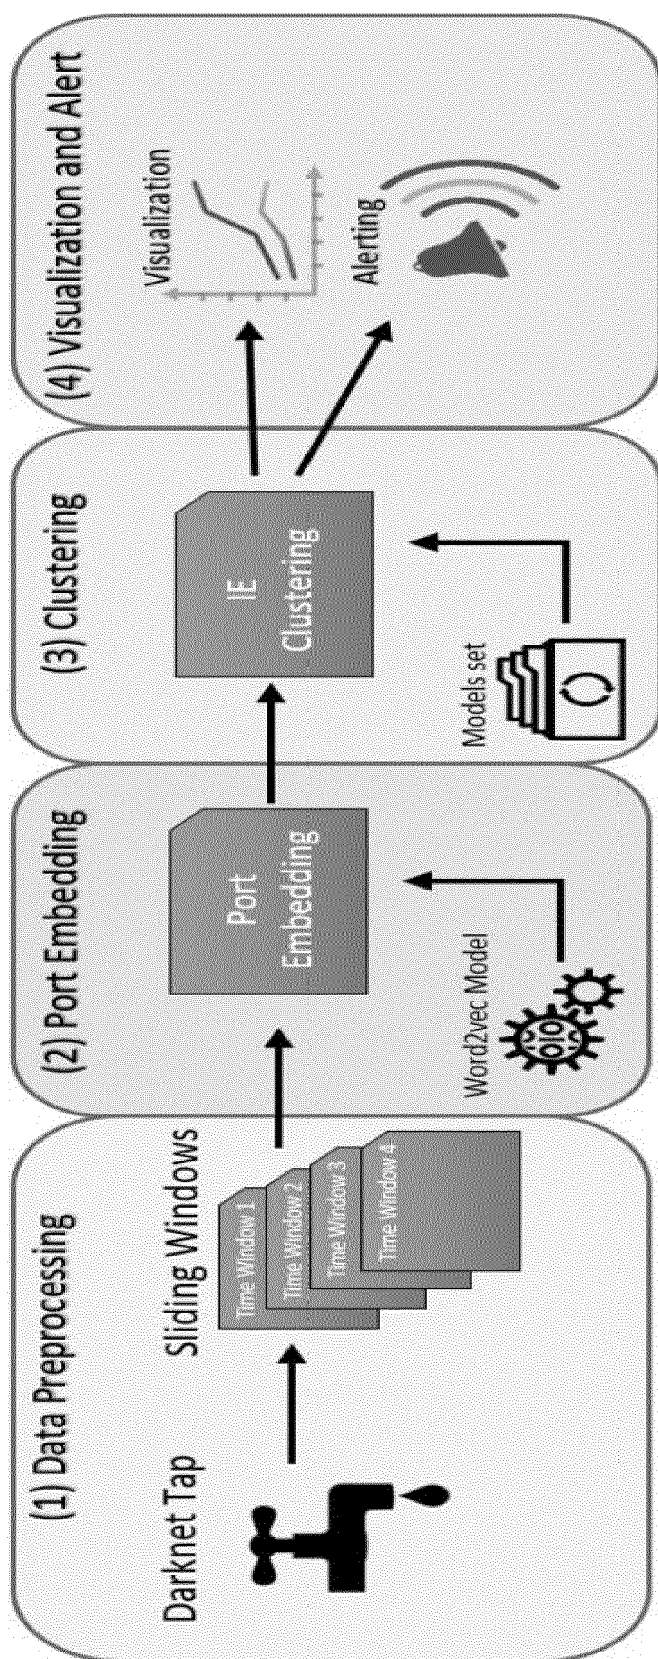 (1) Data Preprocessing
Darknet Tap
Sliding Windows
Time Window 1
Time Window 2
Time Window 3
Time Window 4
(2) Port Embedding
Port
Embedding
Word2vec Model
(3) Clustering
IE
Clustering
Models set
(4) Visualization and Alert
Visualization
Alerting